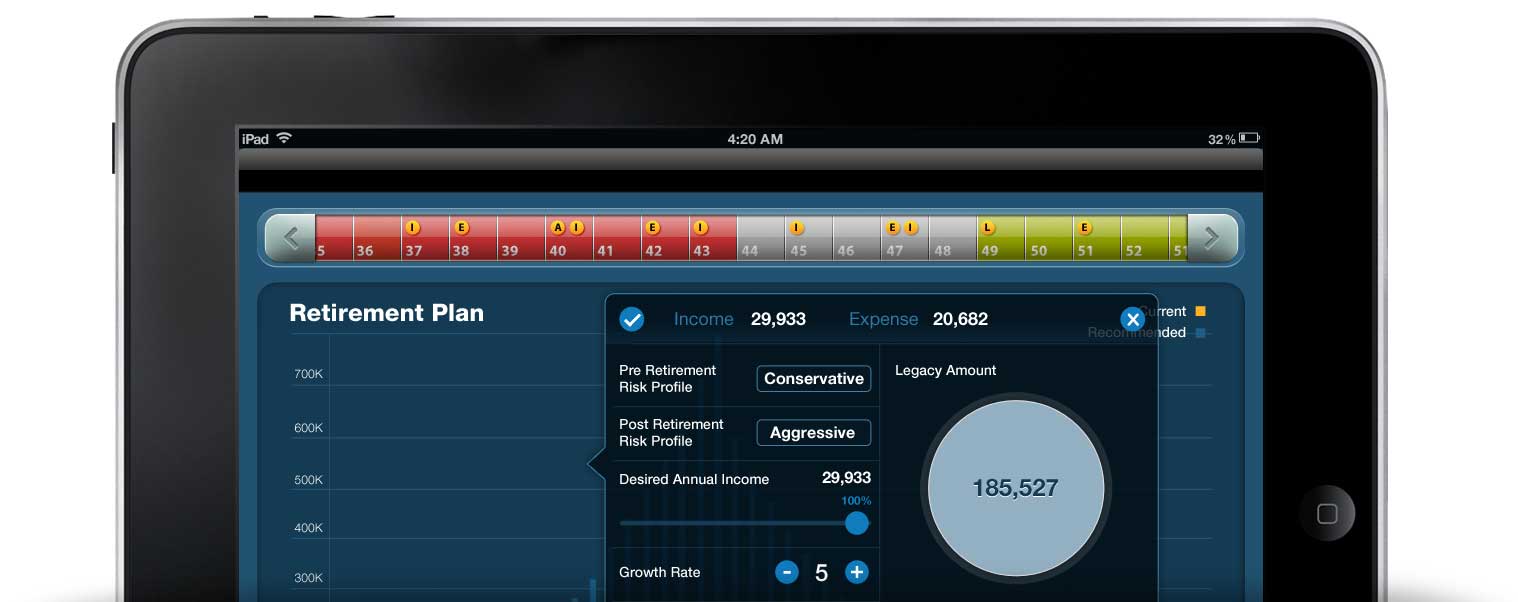 iPad 4:20 AM 32%
I E A I E I I E I L E
5 36 37 38 39 40 41 42 43 44 45 46 47 48 49 50 51 52 51
Retirement Plan
Income 29,933 Expense 20,682
Current
Recommended
700K
600K
500K
400K
300K
Pre Retirement
Risk Profile
Conservative
Post Retirement
Risk Profile
Aggressive
Desired Annual Income 29,933
100%
Growth Rate - 5 +
Legacy Amount
185,527